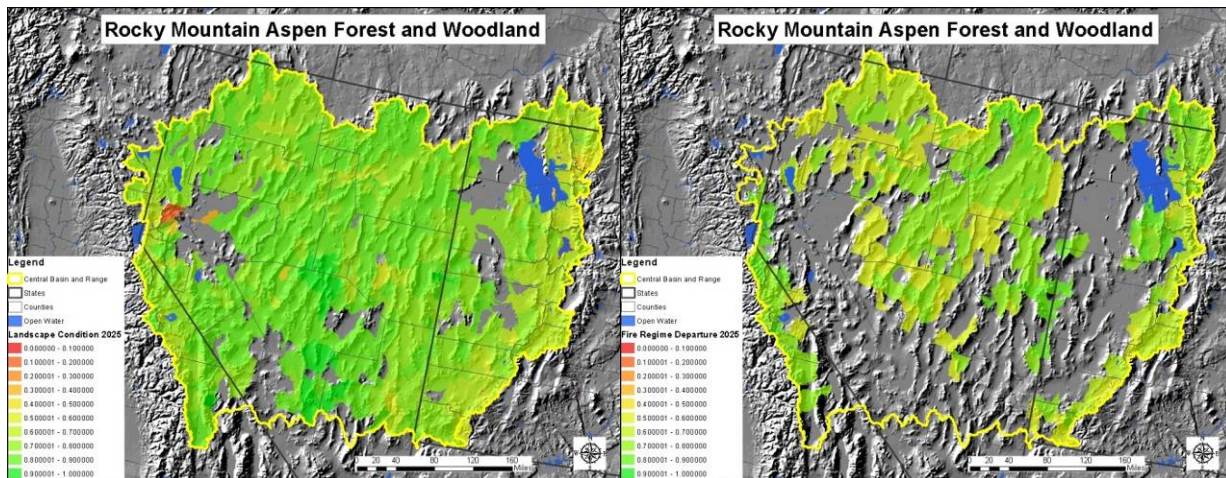 Rocky Mountain Aspen Forest and Woodland
Legend
Central Basin and Range
States
Counties
Open Water
Landscape Condition 2025
0.000000 - 0.100000
0.100001 - 0.200000
0.200001 - 0.300000
0.300001 - 0.400000
0.400001 - 0.500000
0.500001 - 0.600000
0.600001 - 0.700000
0.700001 - 0.800000
0.800001 - 0.900000
0.900001 - 1.000000
0 20 40 80 120 160
Miles
Rocky Mountain Aspen Forest and Woodland
Legend
Central Basin and Range
States
Counties
Open Water
Fire Regime Departure 2025
0.000000 - 0.100000
0.100001 - 0.200000
0.200001 - 0.300000
0.300001 - 0.400000
0.400001 - 0.500000
0.500001 - 0.600000
0.600001 - 0.700000
0.700001 - 0.800000
0.800001 - 0.900000
0.900001 - 1.000000
0 20 40 80 120 160
Miles